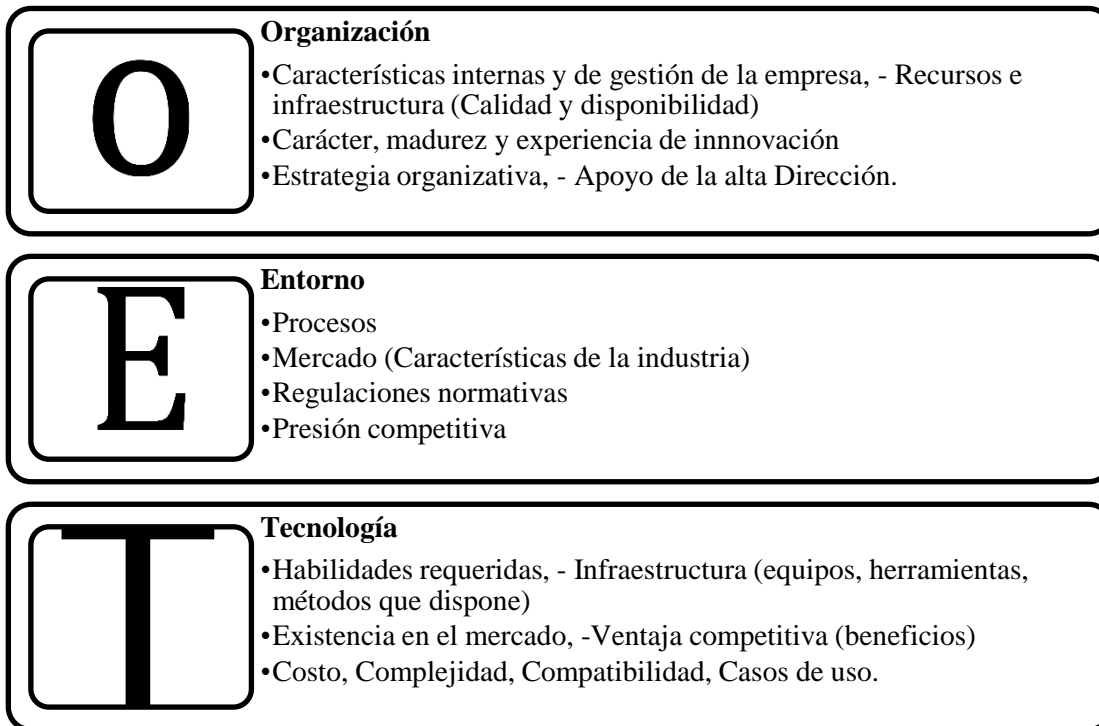 O
Organización
•Características internas y de gestión de la empresa, - Recursos e
infraestructura (Calidad y disponibilidad)
•Carácter, madurez y experiencia de innnovación
•Estrategia organizativa, - Apoyo de la alta Dirección.
E
Entorno
•Procesos
•Mercado (Características de la industria)
•Regulaciones normativas
•Presión competitiva
T
Tecnología
•Habilidades requeridas, - Infraestructura (equipos, herramientas,
métodos que dispone)
•Existencia en el mercado, -Ventaja competitiva (beneficios)
•Costo, Complejidad, Compatibilidad, Casos de uso.